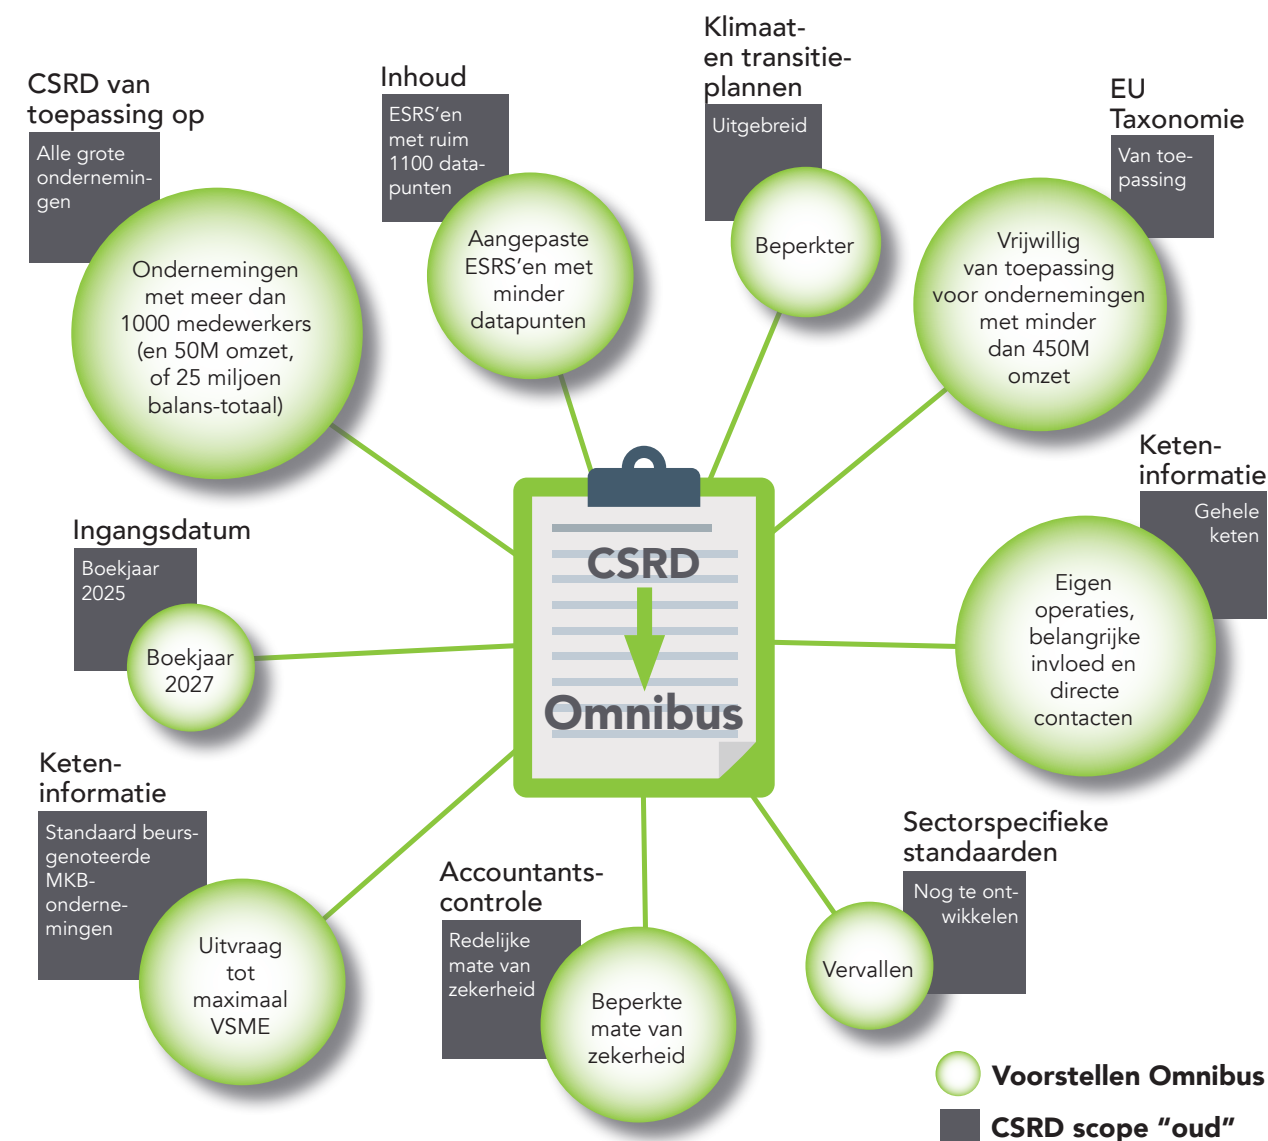 CSRD van
toepassing op
Alle grote
ondernemin-
gen
Ondernemingen
met meer dan
1000 medewerkers
(en 50M omzet,
of 25 miljoen
balans-totaal)
Inhoud
ESRS’en
met ruim
1100 data-
punten
Aangepaste
ESRS’en met
minder
datapunten
Klimaat-
en transitie-
plannen
Uitgebreid
Beperkter
EU
Taxonomie
Van toe-
passing
Vrijwillig
van toepassing
voor ondernemingen
met minder
dan 450M
omzet
Keten-
informatie
Gehele
keten
Eigen
operaties,
belangrijke
invloed en
directe
contacten
Ingangsdatum
Boekjaar
2025
Boekjaar
2027
CSRD
Omnibus
Keten-
informatie
Standaard beurs-
genoteerde
MKB-
onderne-
mingen
Uitvraag
tot
maximaal
VSME
Accountants-
controle
Redelijke
mate van
zekerheid
Beperkte
mate van
zekerheid
Sectorspecifieke
standaarden
Nog te ont-
wikkelen
Vervallen
Voorstellen Omnibus
CSRD scope “oud”